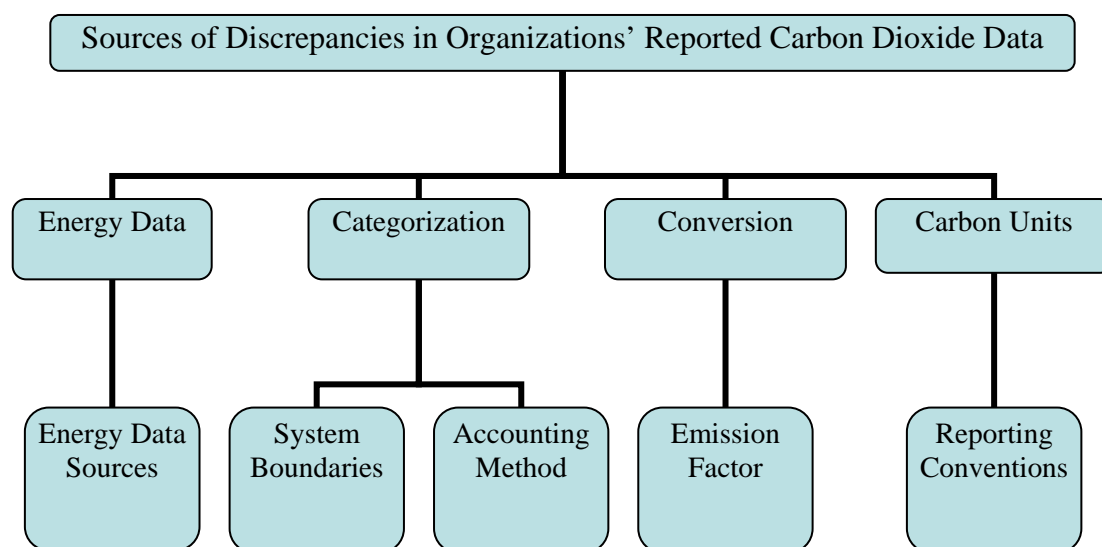 Sources of Discrepancies in Organizations’ Reported Carbon Dioxide Data
Energy Data
Categorization
Conversion
Carbon Units
Energy Data
Sources
System
Boundaries
Accounting
Method
Emission
Factor
Reporting
Conventions